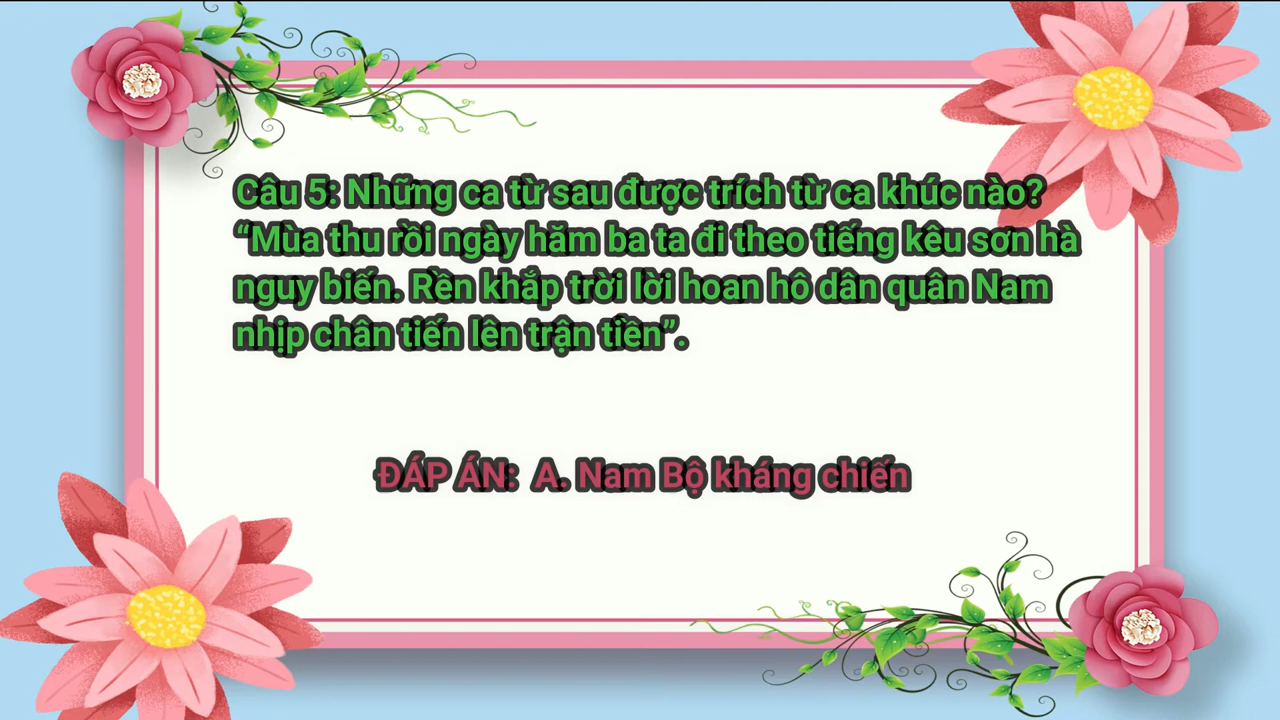 Câu 5: Những ca từ sau được trích từ ca khúc nào?
“Mùa thu rồi ngày hăm ba ta đi theo tiếng kêu sơn hà
nguy biến. Rền khắp trời lời hoan hô dân quân Nam
nhịp chân tiến lên trận tiền”.
ĐÁP ÁN: A. Nam Bộ kháng chiến